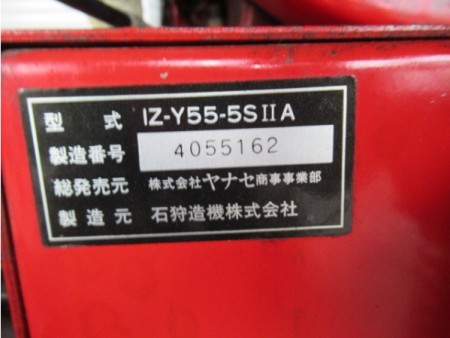 型式 IZ-Y55-5SⅡA
製造番号 4055162
総発売元 株式会社ヤナセ商事事業部
製造元 石狩造機株式会社